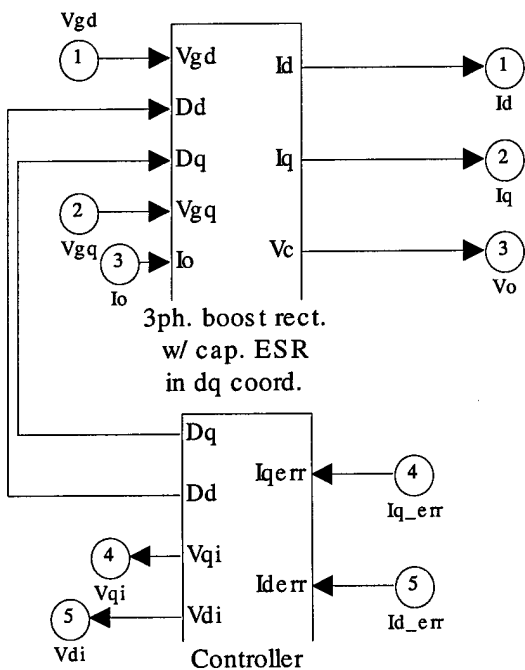 Vgd
1
Vgd
Id
1
Id
Dd
Dq
Iq
2
Iq
2
Vgq
Vgq
3
Io
Io
Vc
3
Vo
3ph. boost rect.
w/ cap. ESR
in dq coord.
Dq
Iqerr
4
Iq_err
Dd
4
Vqi
Vqi
Iderr
5
Id_err
5
Vdi
Vdi
Controller